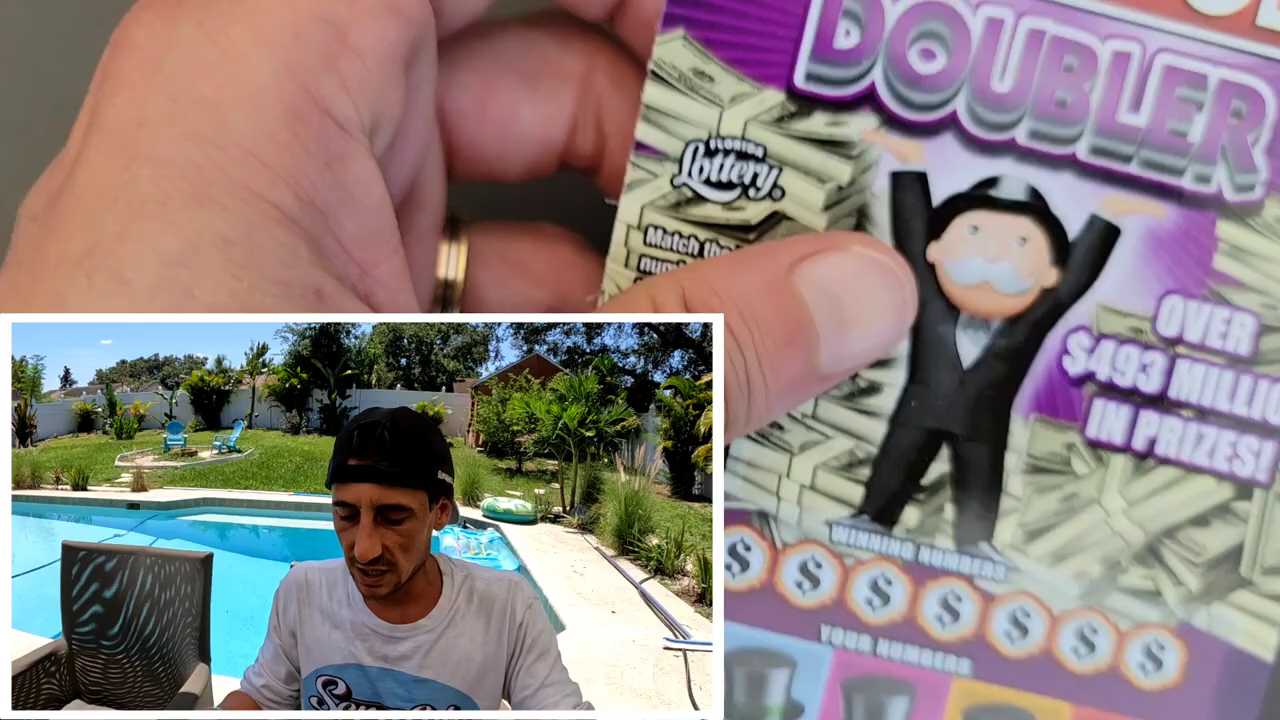 DOUBLER
FLORIDA
Lottery
Match the
OVER
$493 MILLIO
IN PRIZES!
WINNING NUMBERS
$ $ $ $ $ $ $
YOUR NUMBERS